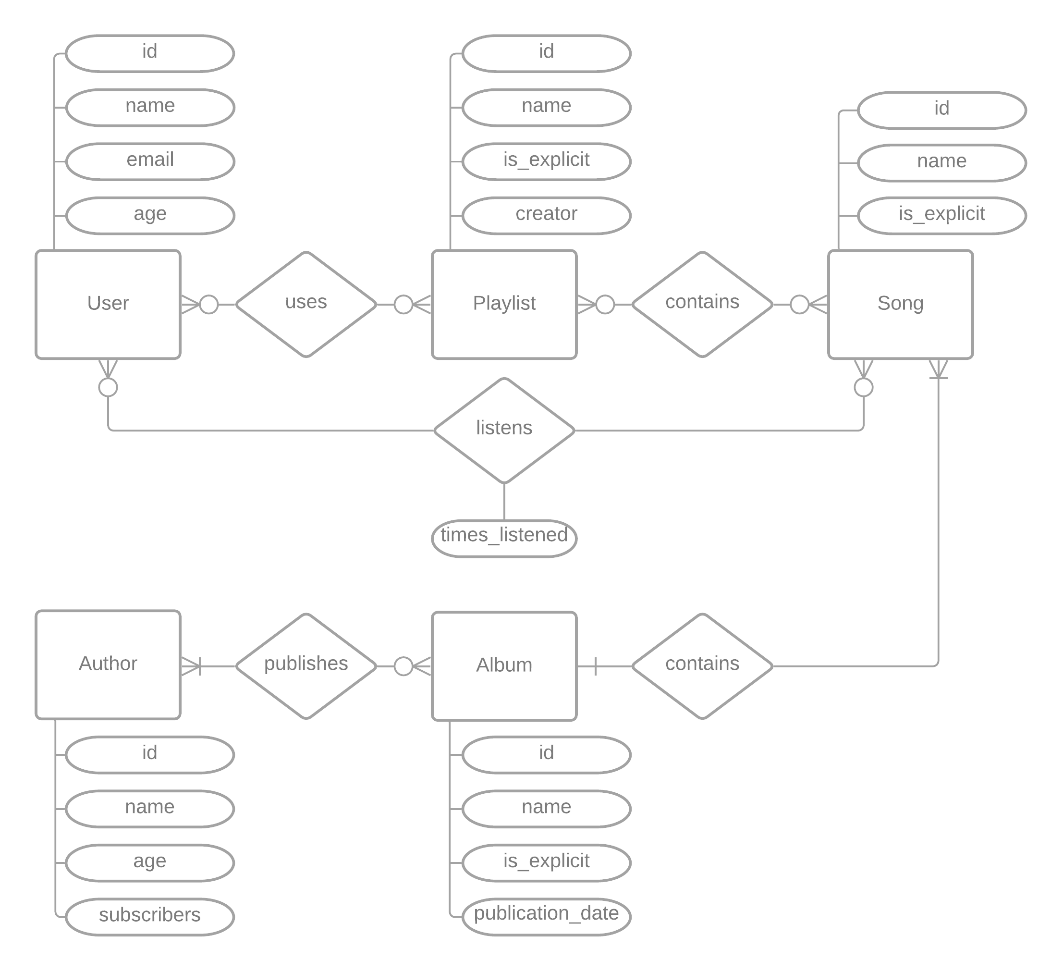 id
name
email
age
User
uses
id
name
is_explicit
creator
Playlist
contains
id
name
is_explicit
Song
listens
times_listened
Author
publishes
Album
contains
id
name
age
subscribers
id
name
is_explicit
publication_date